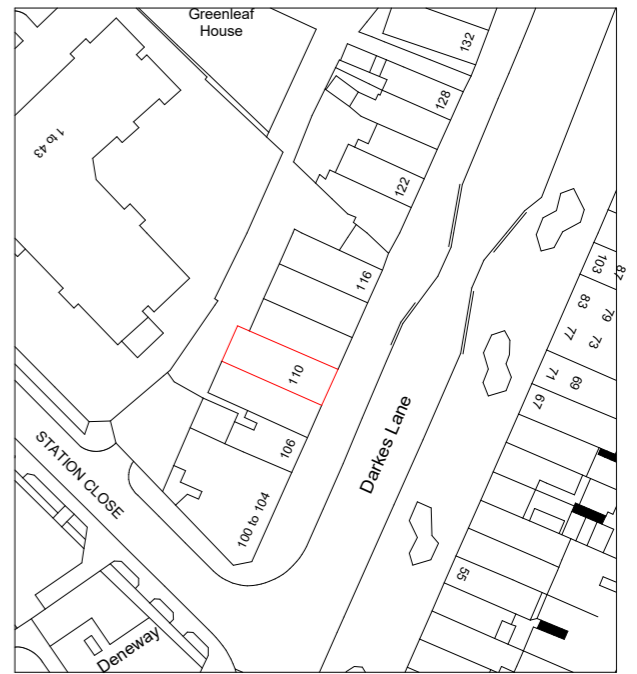 Greenleaf
House
132
128
1 to 43
122
116
103
87
83
79
77
73
71
69
67
110
Darkes Lane
106
STATION CLOSE
100 to 104
55
Deneway